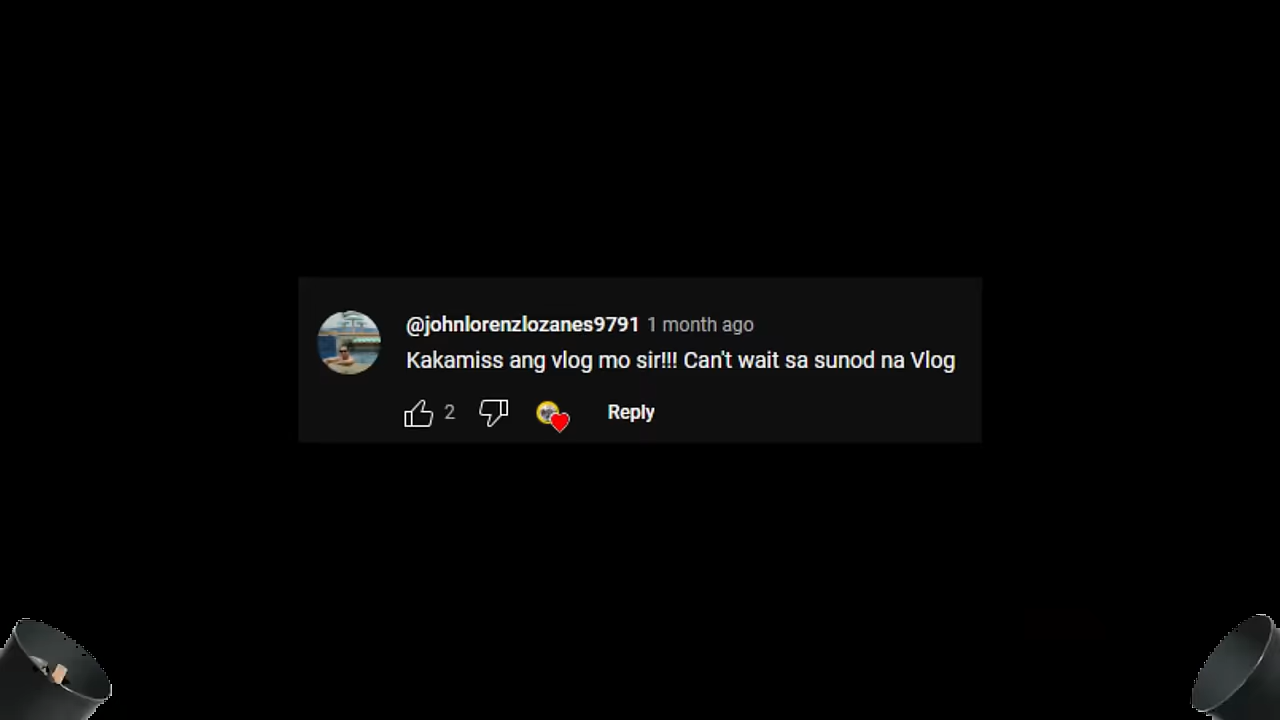 @johnlorenzlozanes9791 1 month ago
Kakamiss ang vlog mo sir!!! Can't wait sa sunod na Vlog
2 Reply